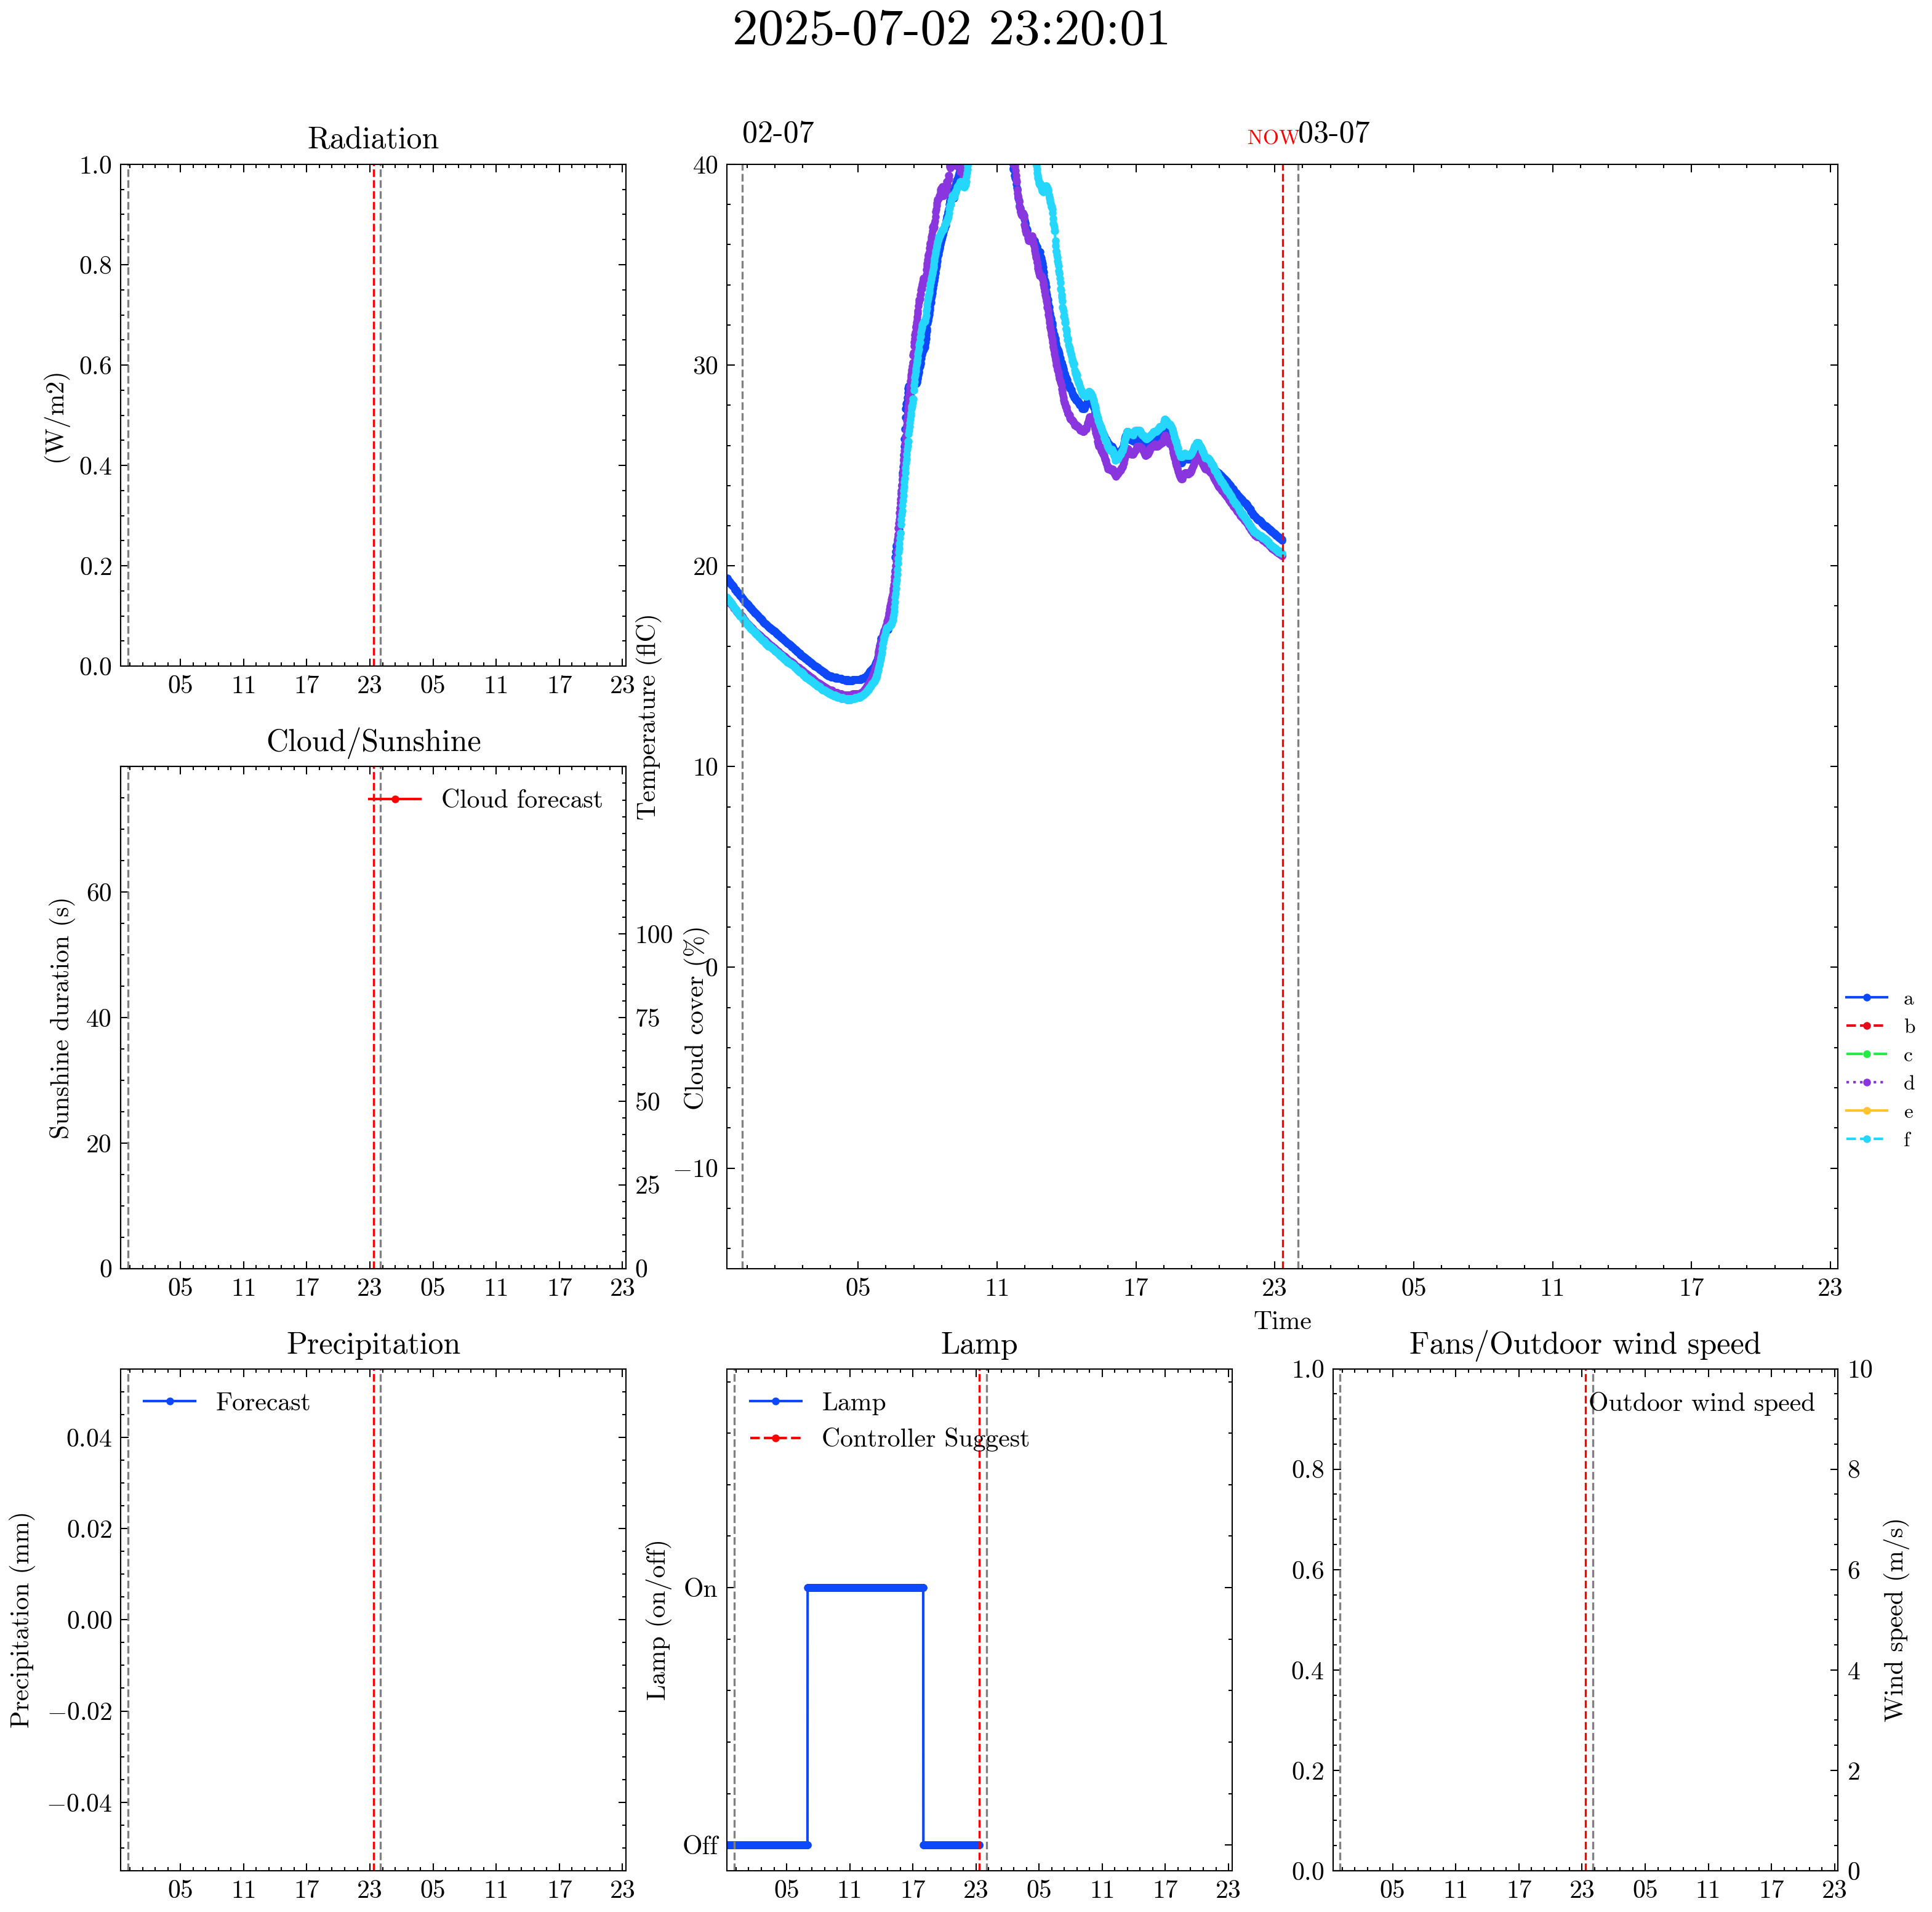 2025-07-02 23:20:01
Radiation
(W/m2)
1.0
0.8
0.6
0.4
0.2
0.0
05 11 17 23 05 11 17 23
02-07
NOW
03-07
Temperature (flC)
40
30
20
10
0
−10
05 11 17 23 05 11 17 23
Time
a
b
c
d
e
f
Cloud/Sunshine
Cloud forecast
Sunshine duration (s)
60
40
20
0
Cloud cover (%)
100
75
50
25
0
05 11 17 23 05 11 17 23
Precipitation
Forecast
Precipitation (mm)
0.04
0.02
0.00
−0.02
−0.04
05 11 17 23 05 11 17 23
Lamp
Lamp
Controller Suggest
Lamp (on/off)
On
Off
05 11 17 23 05 11 17 23
Fans/Outdoor wind speed
Outdoor wind speed
1.0
0.8
0.6
0.4
0.2
0.0
10
8
6
4
2
0
Wind speed (m/s)
05 11 17 23 05 11 17 23